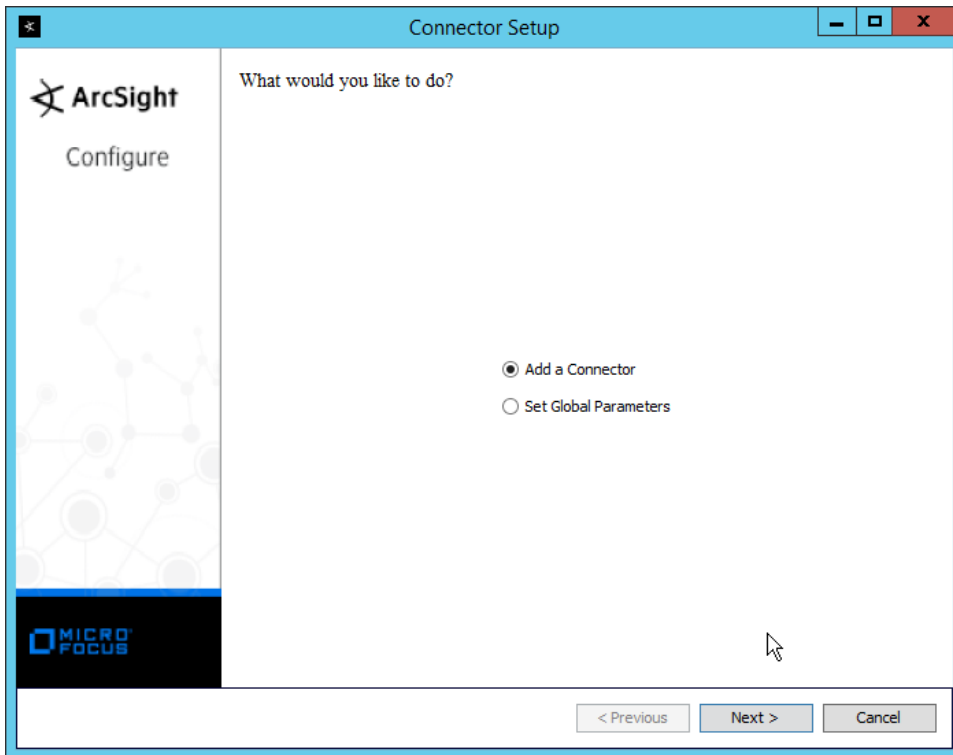 Connector Setup
ArcSight
Configure
What would you like to do?
Add a Connector
Set Global Parameters
MICRO
FOCUS
< Previous
Next >
Cancel